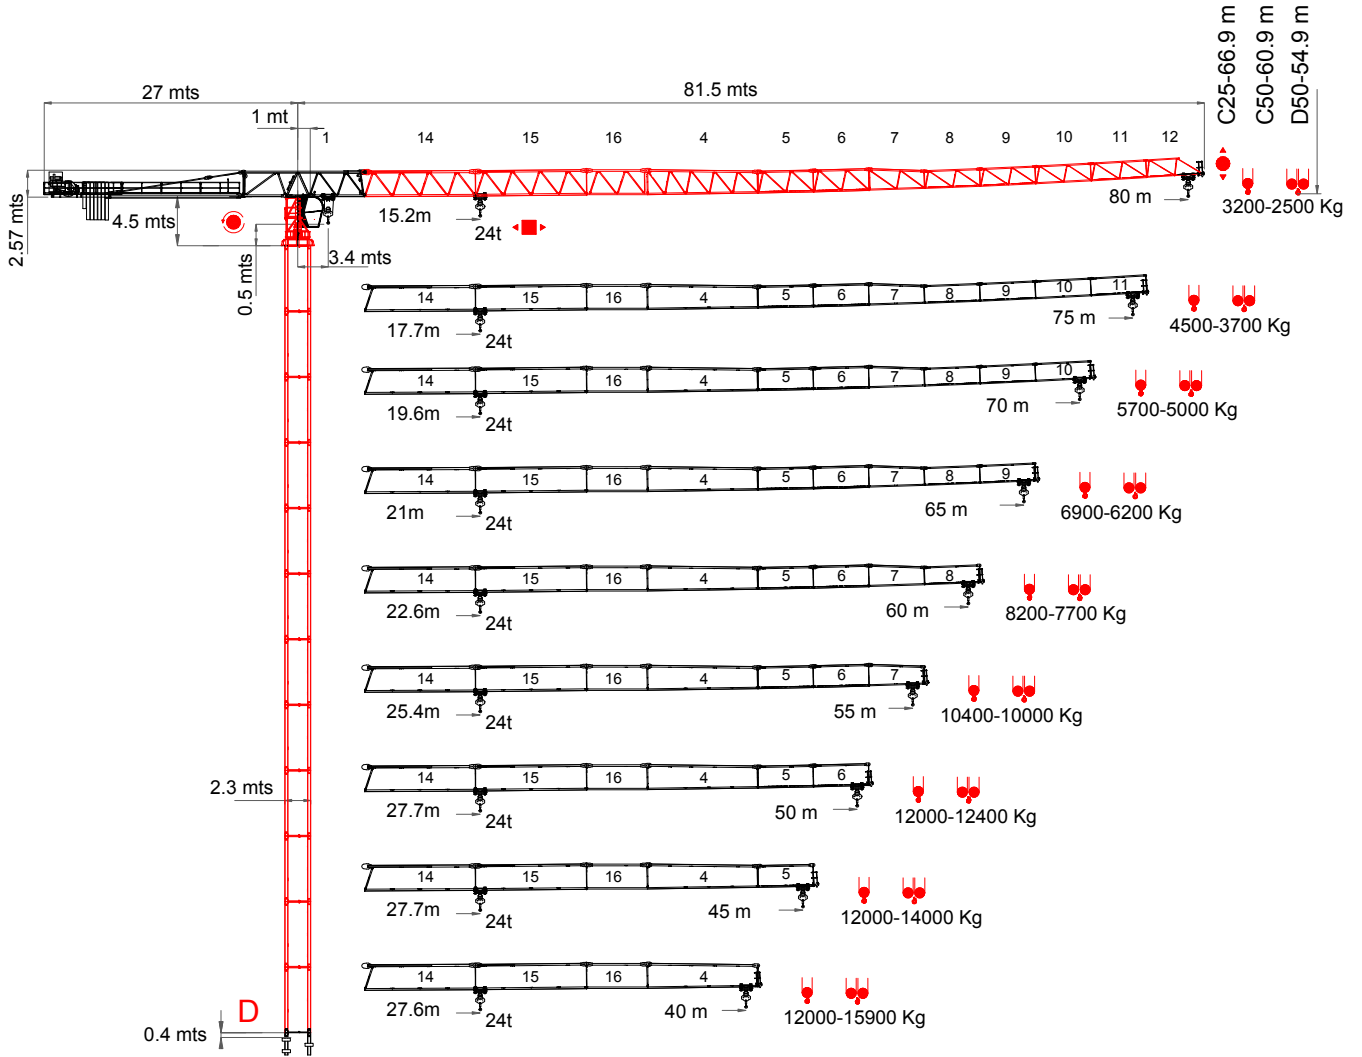 C25-66.9 m
C50-60.9 m
D50-54.9 m
27 mts
81.5 mts
1 mt
1 14 15 16 4 5 6 7 8 9 10 11 12
2.57 mts
4.5 mts
15.2m
24t
80 m
3200-2500 Kg
0.5 mts
3.4 mts
14 15 16 4 5 6 7 8 9 10 11
17.7m
24t
75 m
4500-3700 Kg
14 15 16 4 5 6 7 8 9 10
19.6m
24t
70 m
5700-5000 Kg
14 15 16 4 5 6 7 8 9
21m
24t
65 m
6900-6200 Kg
14 15 16 4 5 6 7 8
22.6m
24t
60 m
8200-7700 Kg
14 15 16 4 5 6 7
25.4m
24t
55 m
10400-10000 Kg
2.3 mts
14 15 16 4 5 6
27.7m
24t
50 m
12000-12400 Kg
14 15 16 4 5
27.7m
24t
45 m
12000-14000 Kg
14 15 16 4
27.6m
24t
40 m
12000-15900 Kg
D
0.4 mts